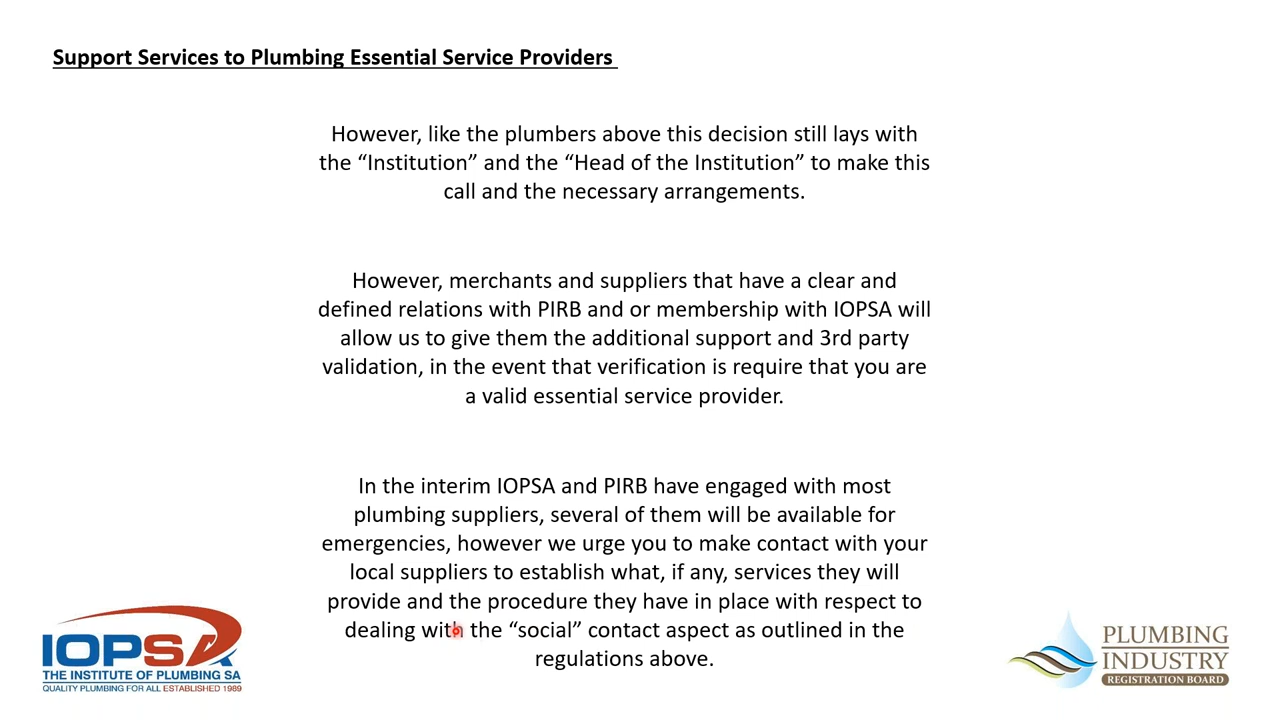 Support Services to Plumbing Essential Service Providers
However, like the plumbers above this decision still lays with
the “Institution” and the “Head of the Institution” to make this
call and the necessary arrangements.
However, merchants and suppliers that have a clear and
defined relations with PIRB and or membership with IOPSA will
allow us to give them the additional support and 3rd party
validation, in the event that verification is require that you are
a valid essential service provider.
In the interim IOPSA and PIRB have engaged with most
plumbing suppliers, several of them will be available for
emergencies, however we urge you to make contact with your
local suppliers to establish what, if any, services they will
provide and the procedure they have in place with respect to
dealing with the “social” contact aspect as outlined in the
regulations above.
IOPSA
THE INSTITUTE OF PLUMBING SA
QUALITY PLUMBING FOR ALL ESTABLISHED 1989
PLUMBING
INDUSTRY
REGISTRATION BOARD